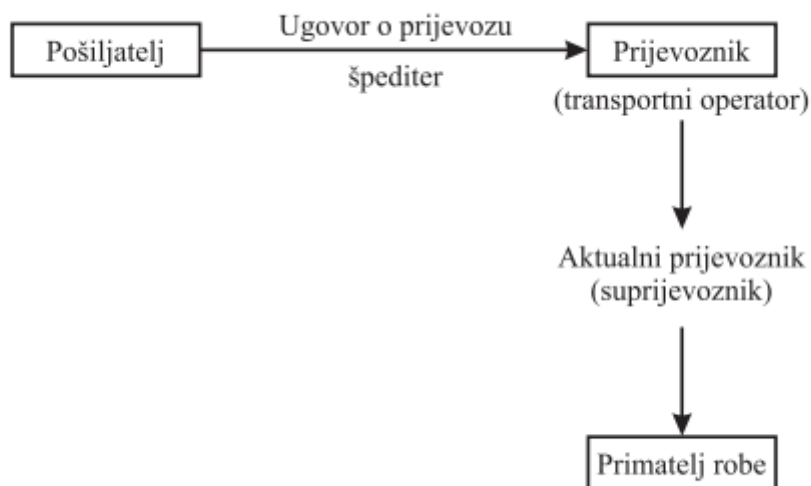 Ugovor o prijevozu
Pošiljatelj
Prijevoznik
špediter
(transportni operator)
Aktualni prijevoznik
(suprijevoznik)
Primatelj robe